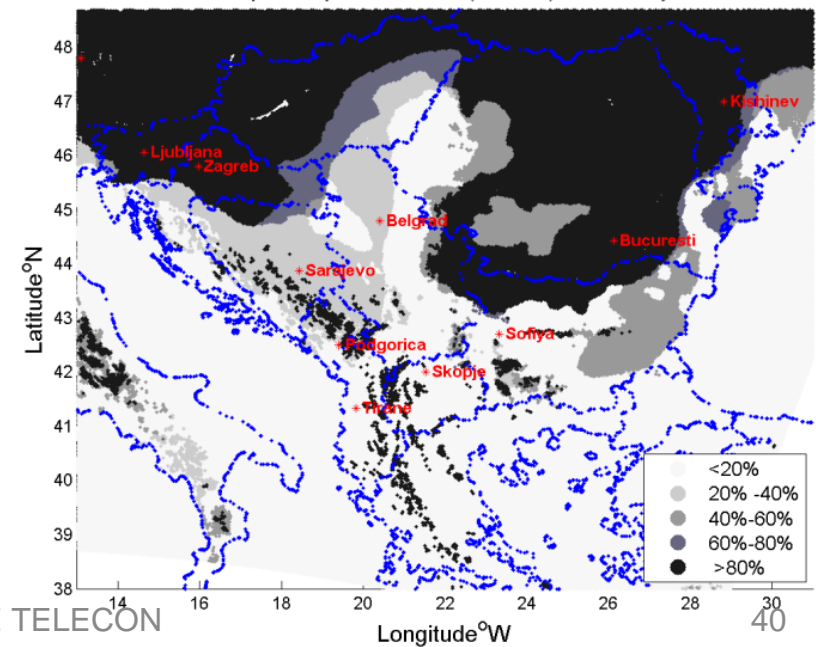 48
47
46
45
44
43
42
41
40
39
38
Latitude°N
Kishinev
Ljubljana
Zagreb
Belgrad
Bucuresti
Sarajevo
Sofiya
Podgorica
Skopje
Tirane
<20%
20% -40%
40%-60%
60%-80%
>80%
14 16 18 20 22 24 26 28 30
TELECON
40
Longitude°W